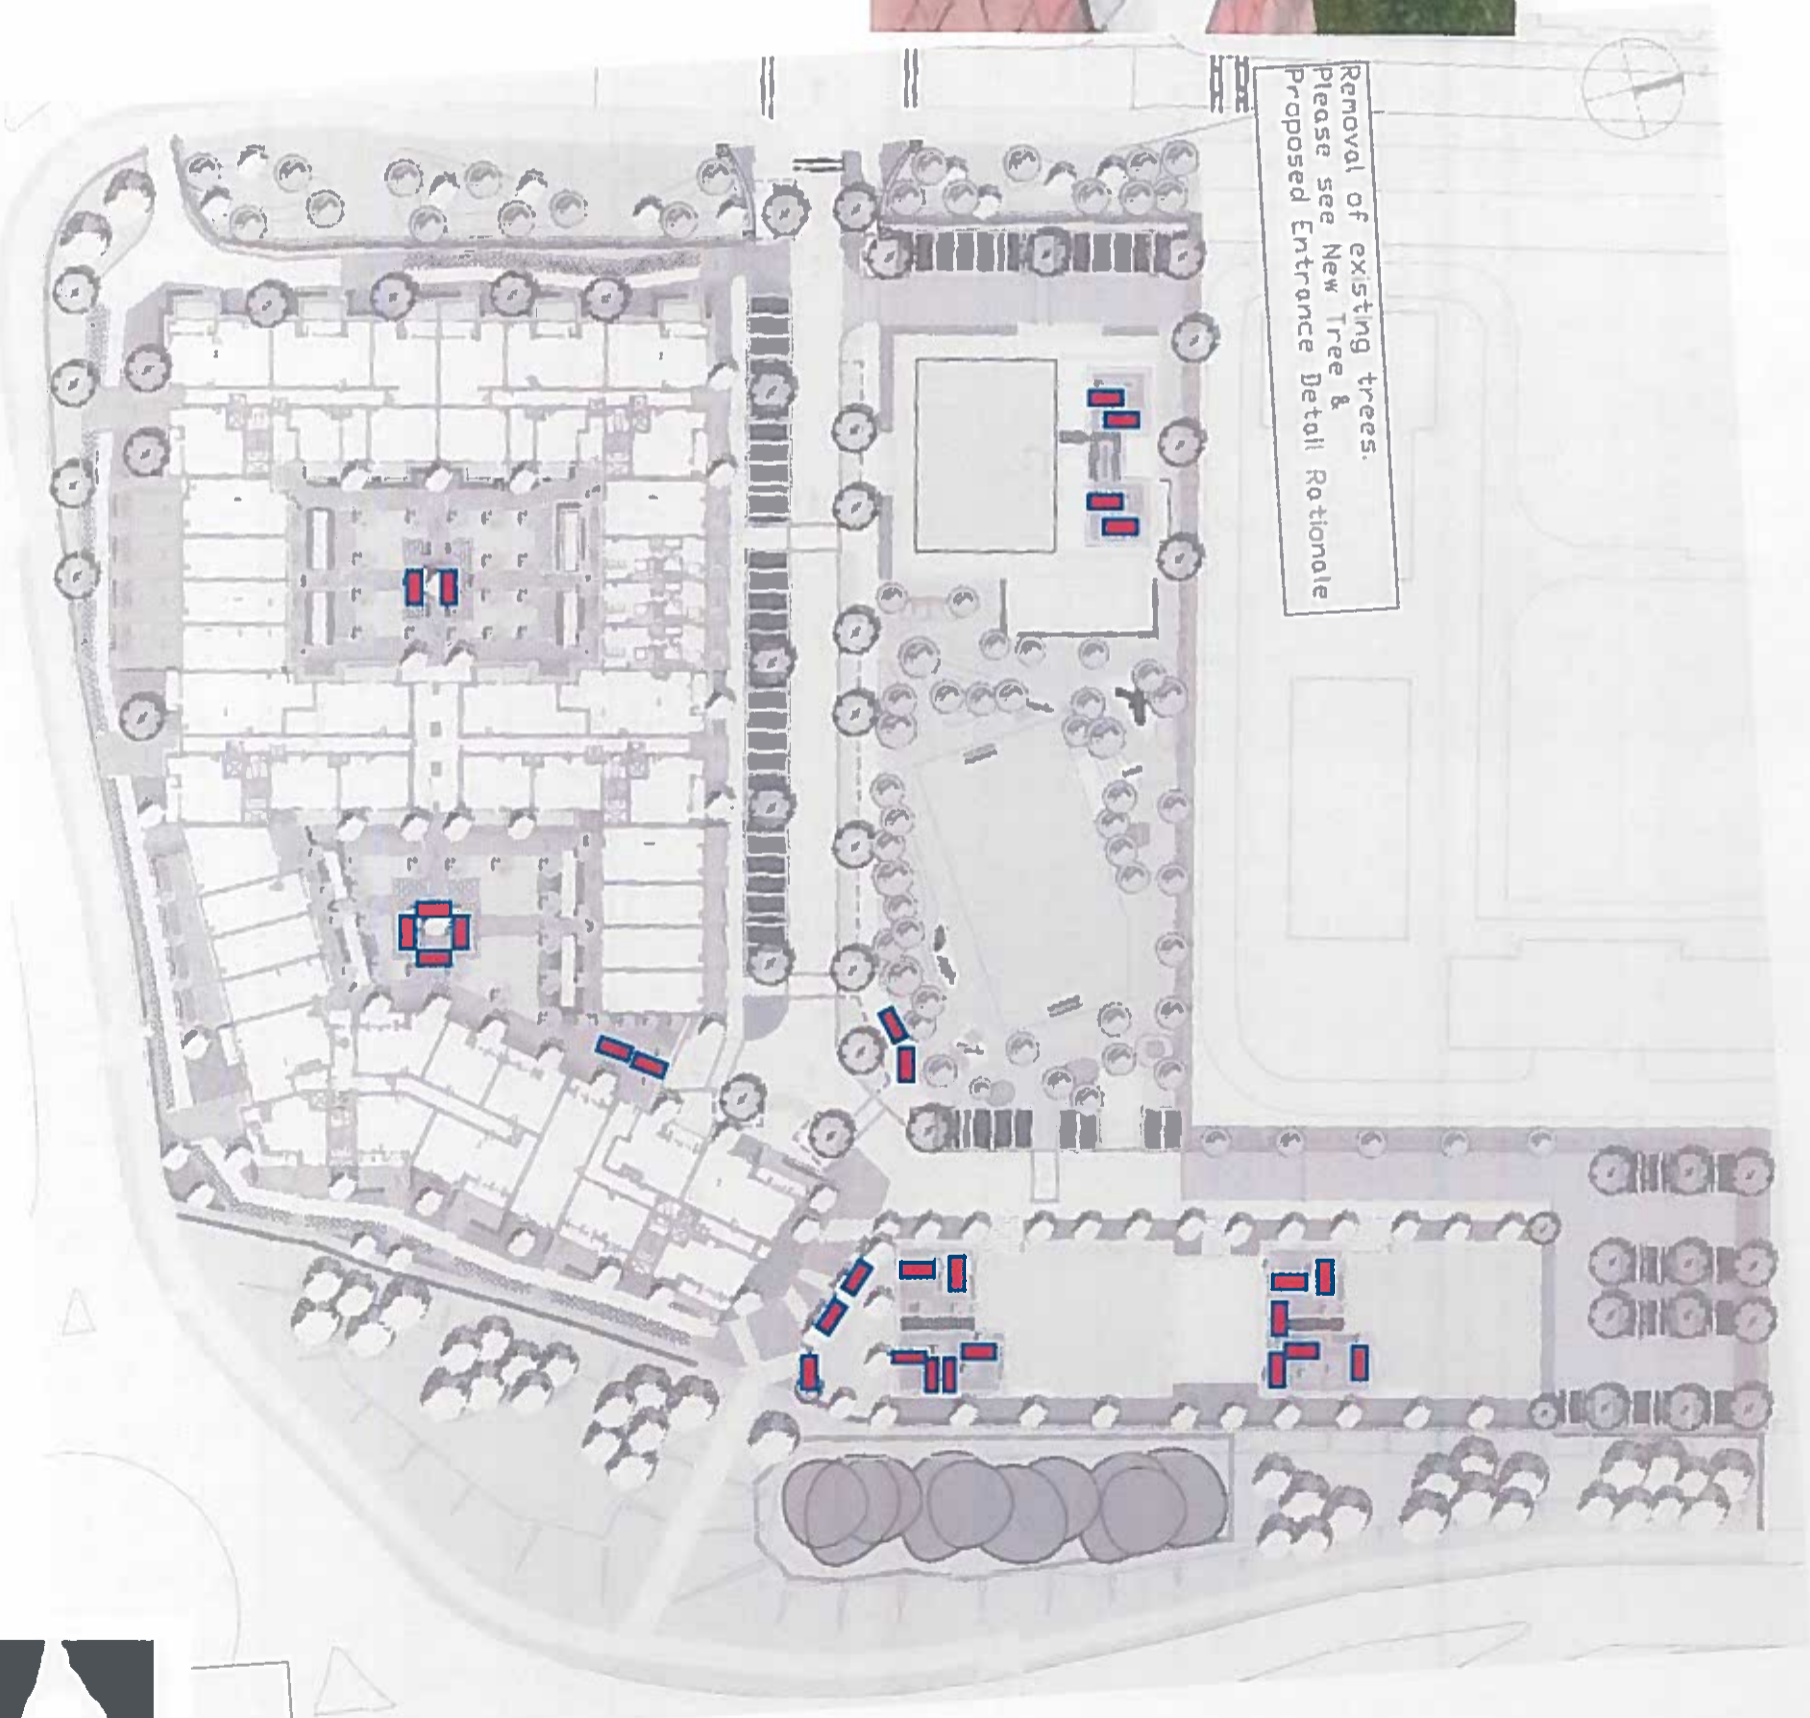 Removal of existing trees.
Please see New Tree &
Proposed Entrance Detail Rationale